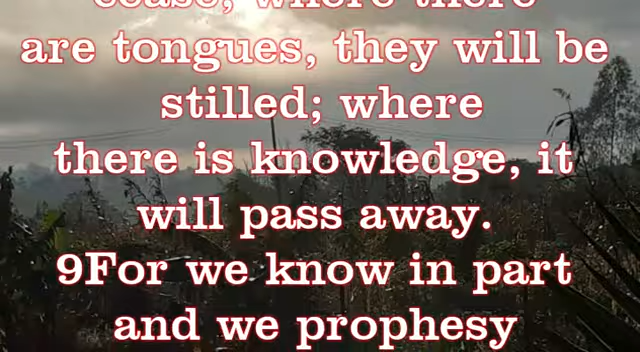 cease; where there
are tongues, they will be
stilled; where
there is knowledge, it
will pass away.
9For we know in part
and we prophesy